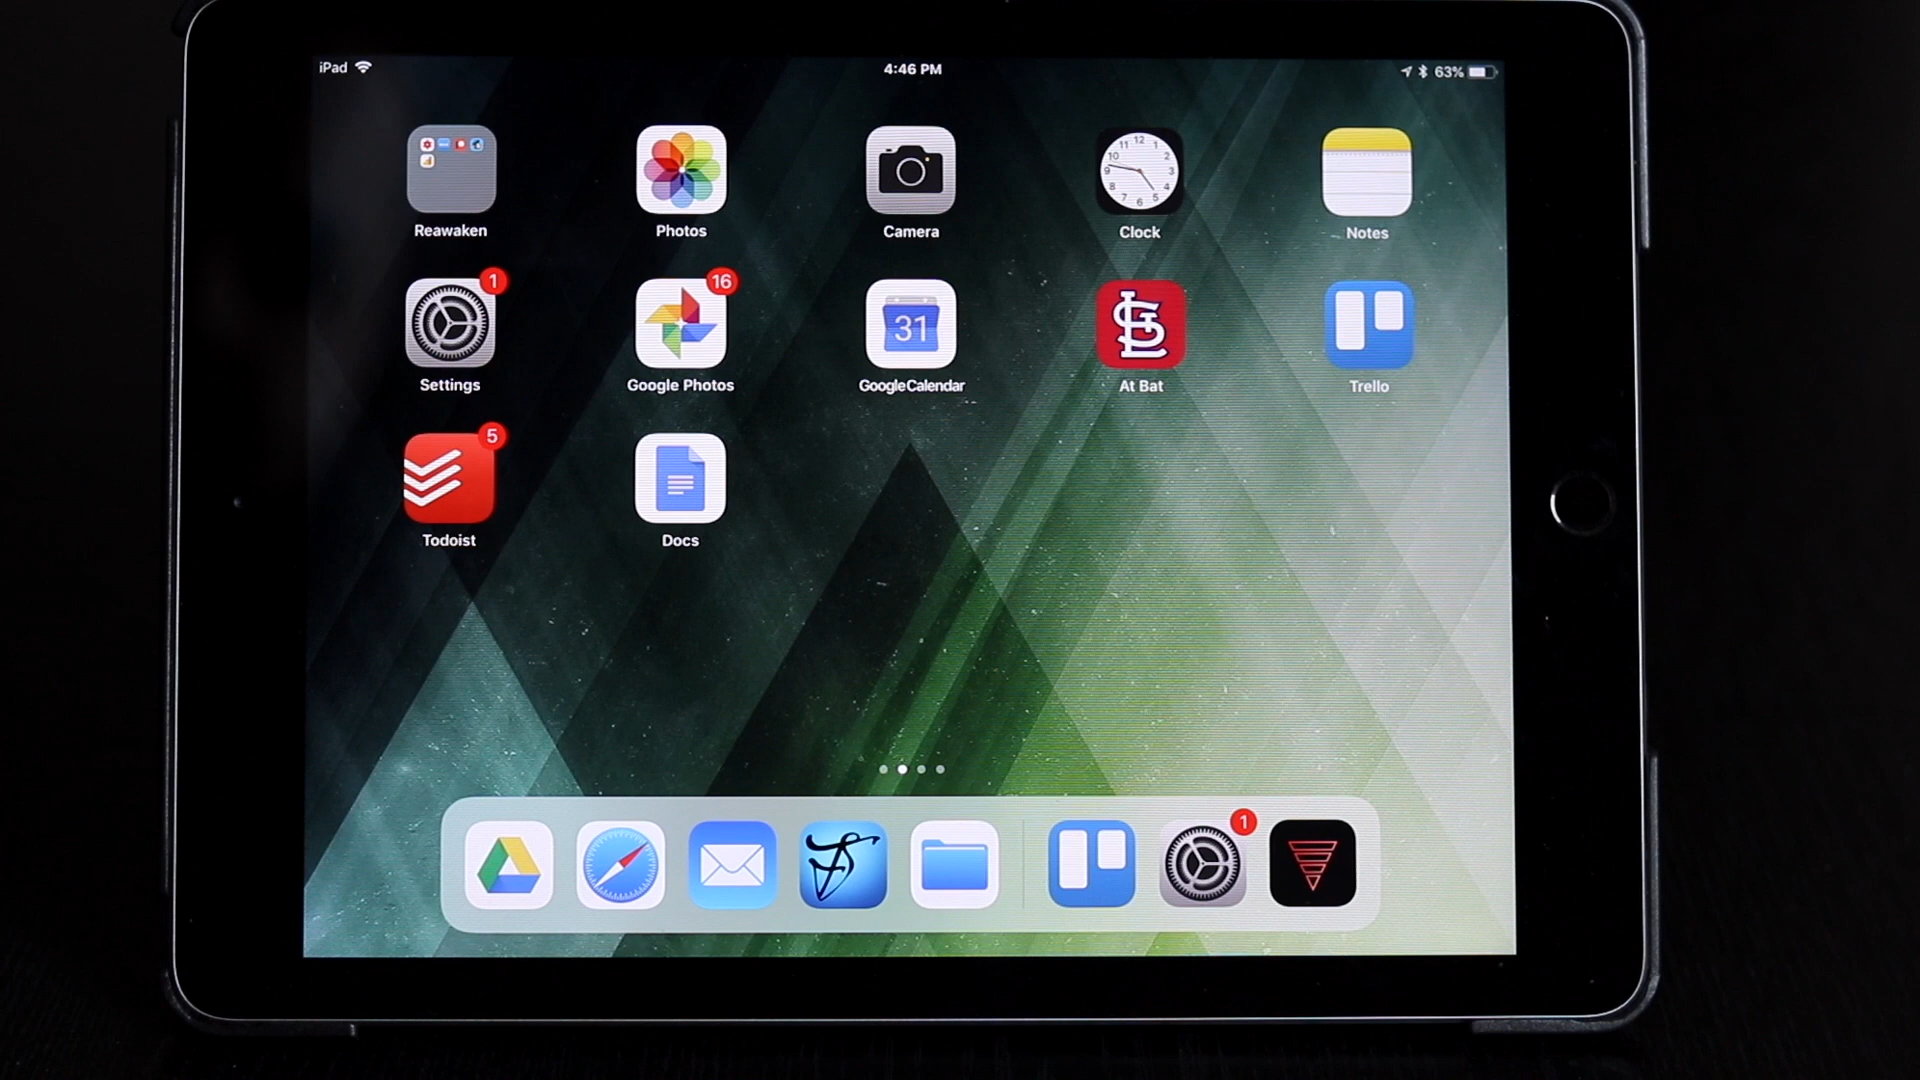 iPad 4:46 PM 63%
Reawaken Photos Camera Clock Notes
1 16
31
Settings Google Photos GoogleCalendar At Bat Trello
5
Todoist Docs
1